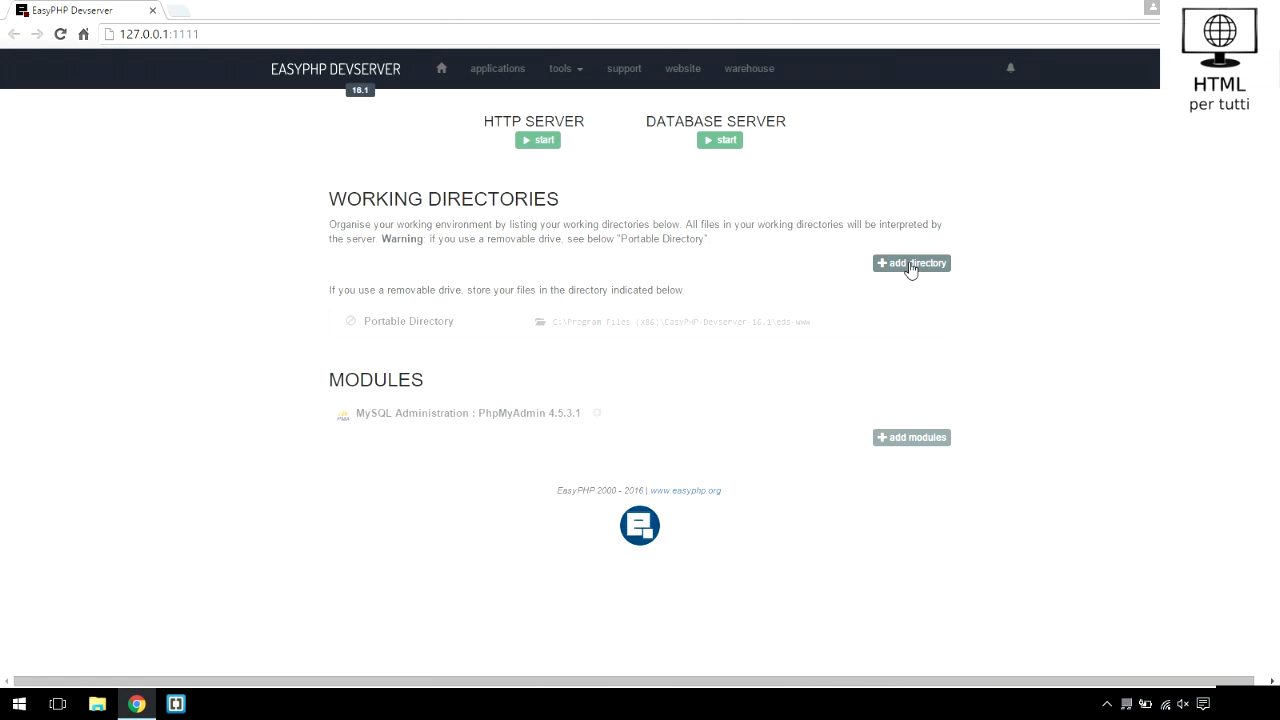 EasyPHP Devserver
127.0.0.1:1111
EASYPHP DEVSERVER
applications
tools
support
website
warehouse
16.1
HTML
per tutti
HTTP SERVER
start
DATABASE SERVER
start
WORKING DIRECTORIES
Organise your working environment by listing your working directories below. All files in your working directories will be interpreted by
the server. Warning: if you use a removable drive, see below "Portable Directory"
add directory
If you use a removable drive, store your files in the directory indicated below.
Portable Directory
C:\Program Files (x86)\EasyPHP-Devserver-16.1\eds-www
MODULES
PMA
MySQL Administration : PhpMyAdmin 4.5.3.1
add modules
EasyPHP 2000 - 2016 | www.easyphp.org